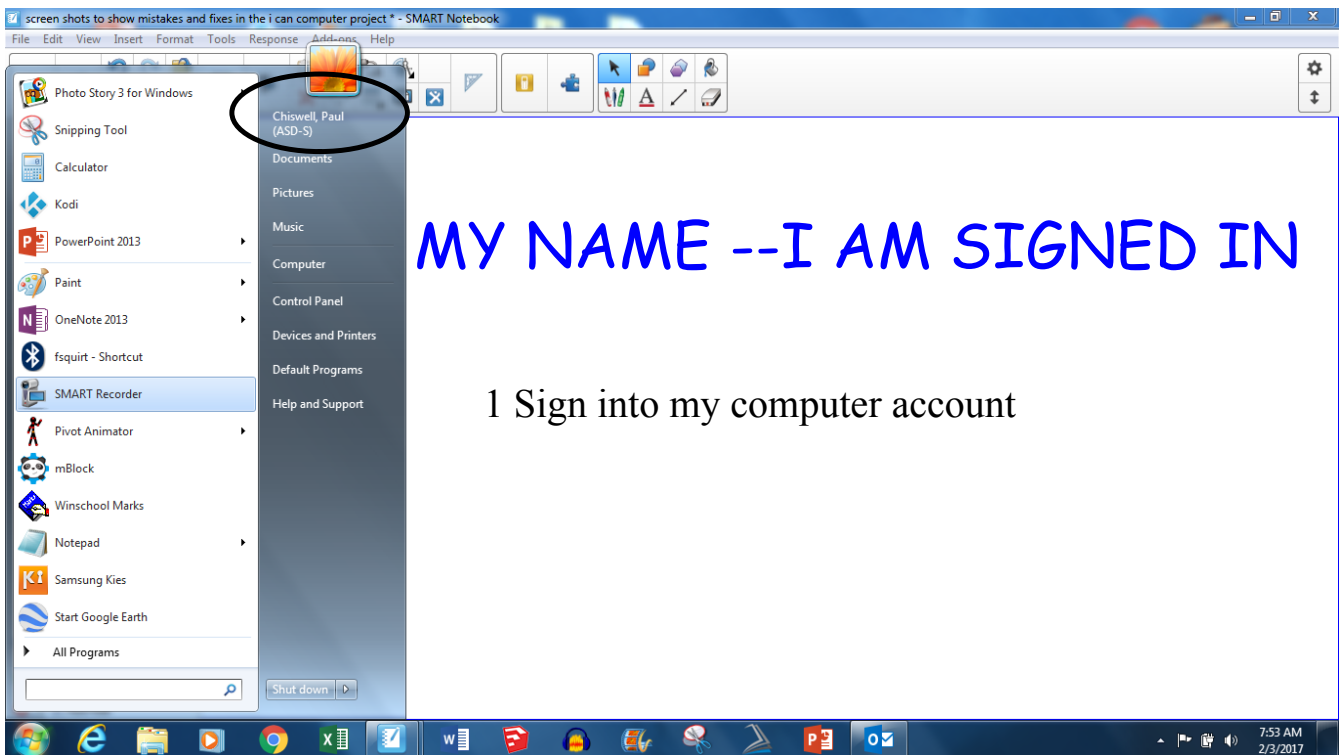 screen shots to show mistakes and fixes in the i can computer project * - SMART Notebook
File Edit View Insert Format Tools Response Add-ons Help
Photo Story 3 for Windows
Snipping Tool
Calculator
Kodi
PowerPoint 2013
Paint
OneNote 2013
fsquirt - Shortcut
SMART Recorder
Pivot Animator
mBlock
Winschool Marks
Notepad
Samsung Kies
Start Google Earth
All Programs
Chiswell, Paul
(ASD-S)
Documents
Pictures
Music
Computer
Control Panel
Devices and Printers
Default Programs
Help and Support
Shut down
MY NAME --I AM SIGNED IN
1 Sign into my computer account
7:53 AM
2/3/2017